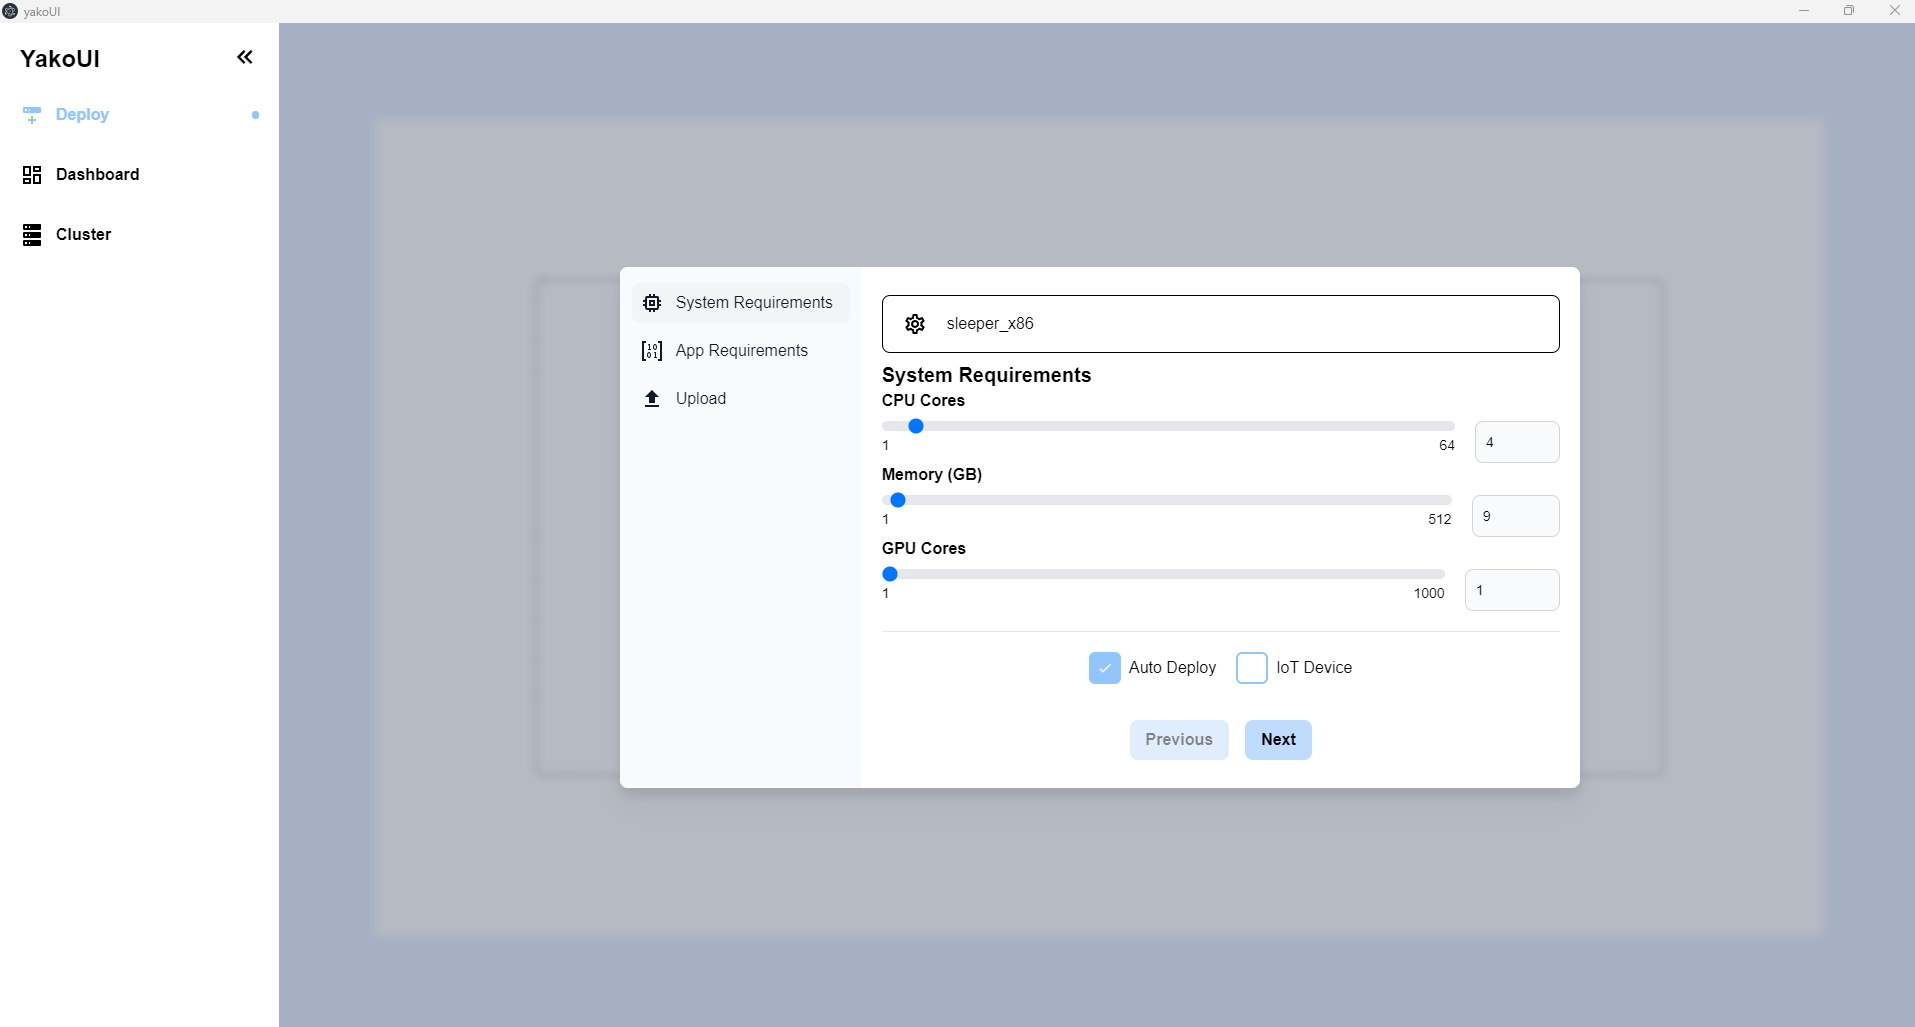 yakoUI
YakoUI
Deploy
Dashboard
Cluster
System Requirements
App Requirements
Upload
sleeper_x86
System Requirements
CPU Cores
1
64
4
Memory (GB)
1
512
9
GPU Cores
1
1000
1
Auto Deploy
IoT Device
Previous
Next